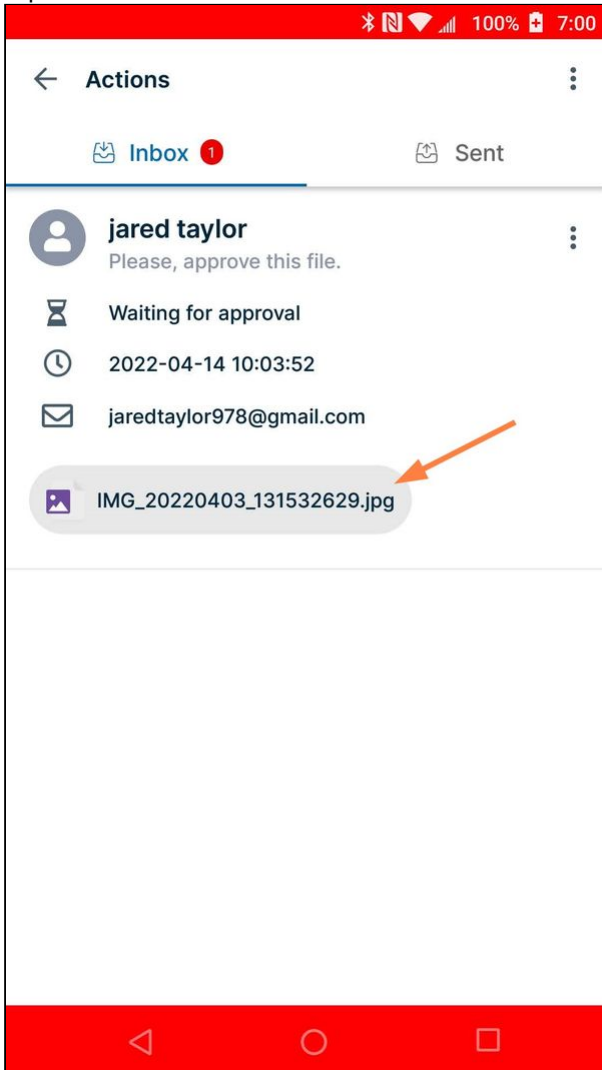 100% 7:00
Actions
Inbox 1
Sent
jared taylor
Please, approve this file.
Waiting for approval
2022-04-14 10:03:52
jaredtaylor978@gmail.com
IMG_20220403_131532629.jpg